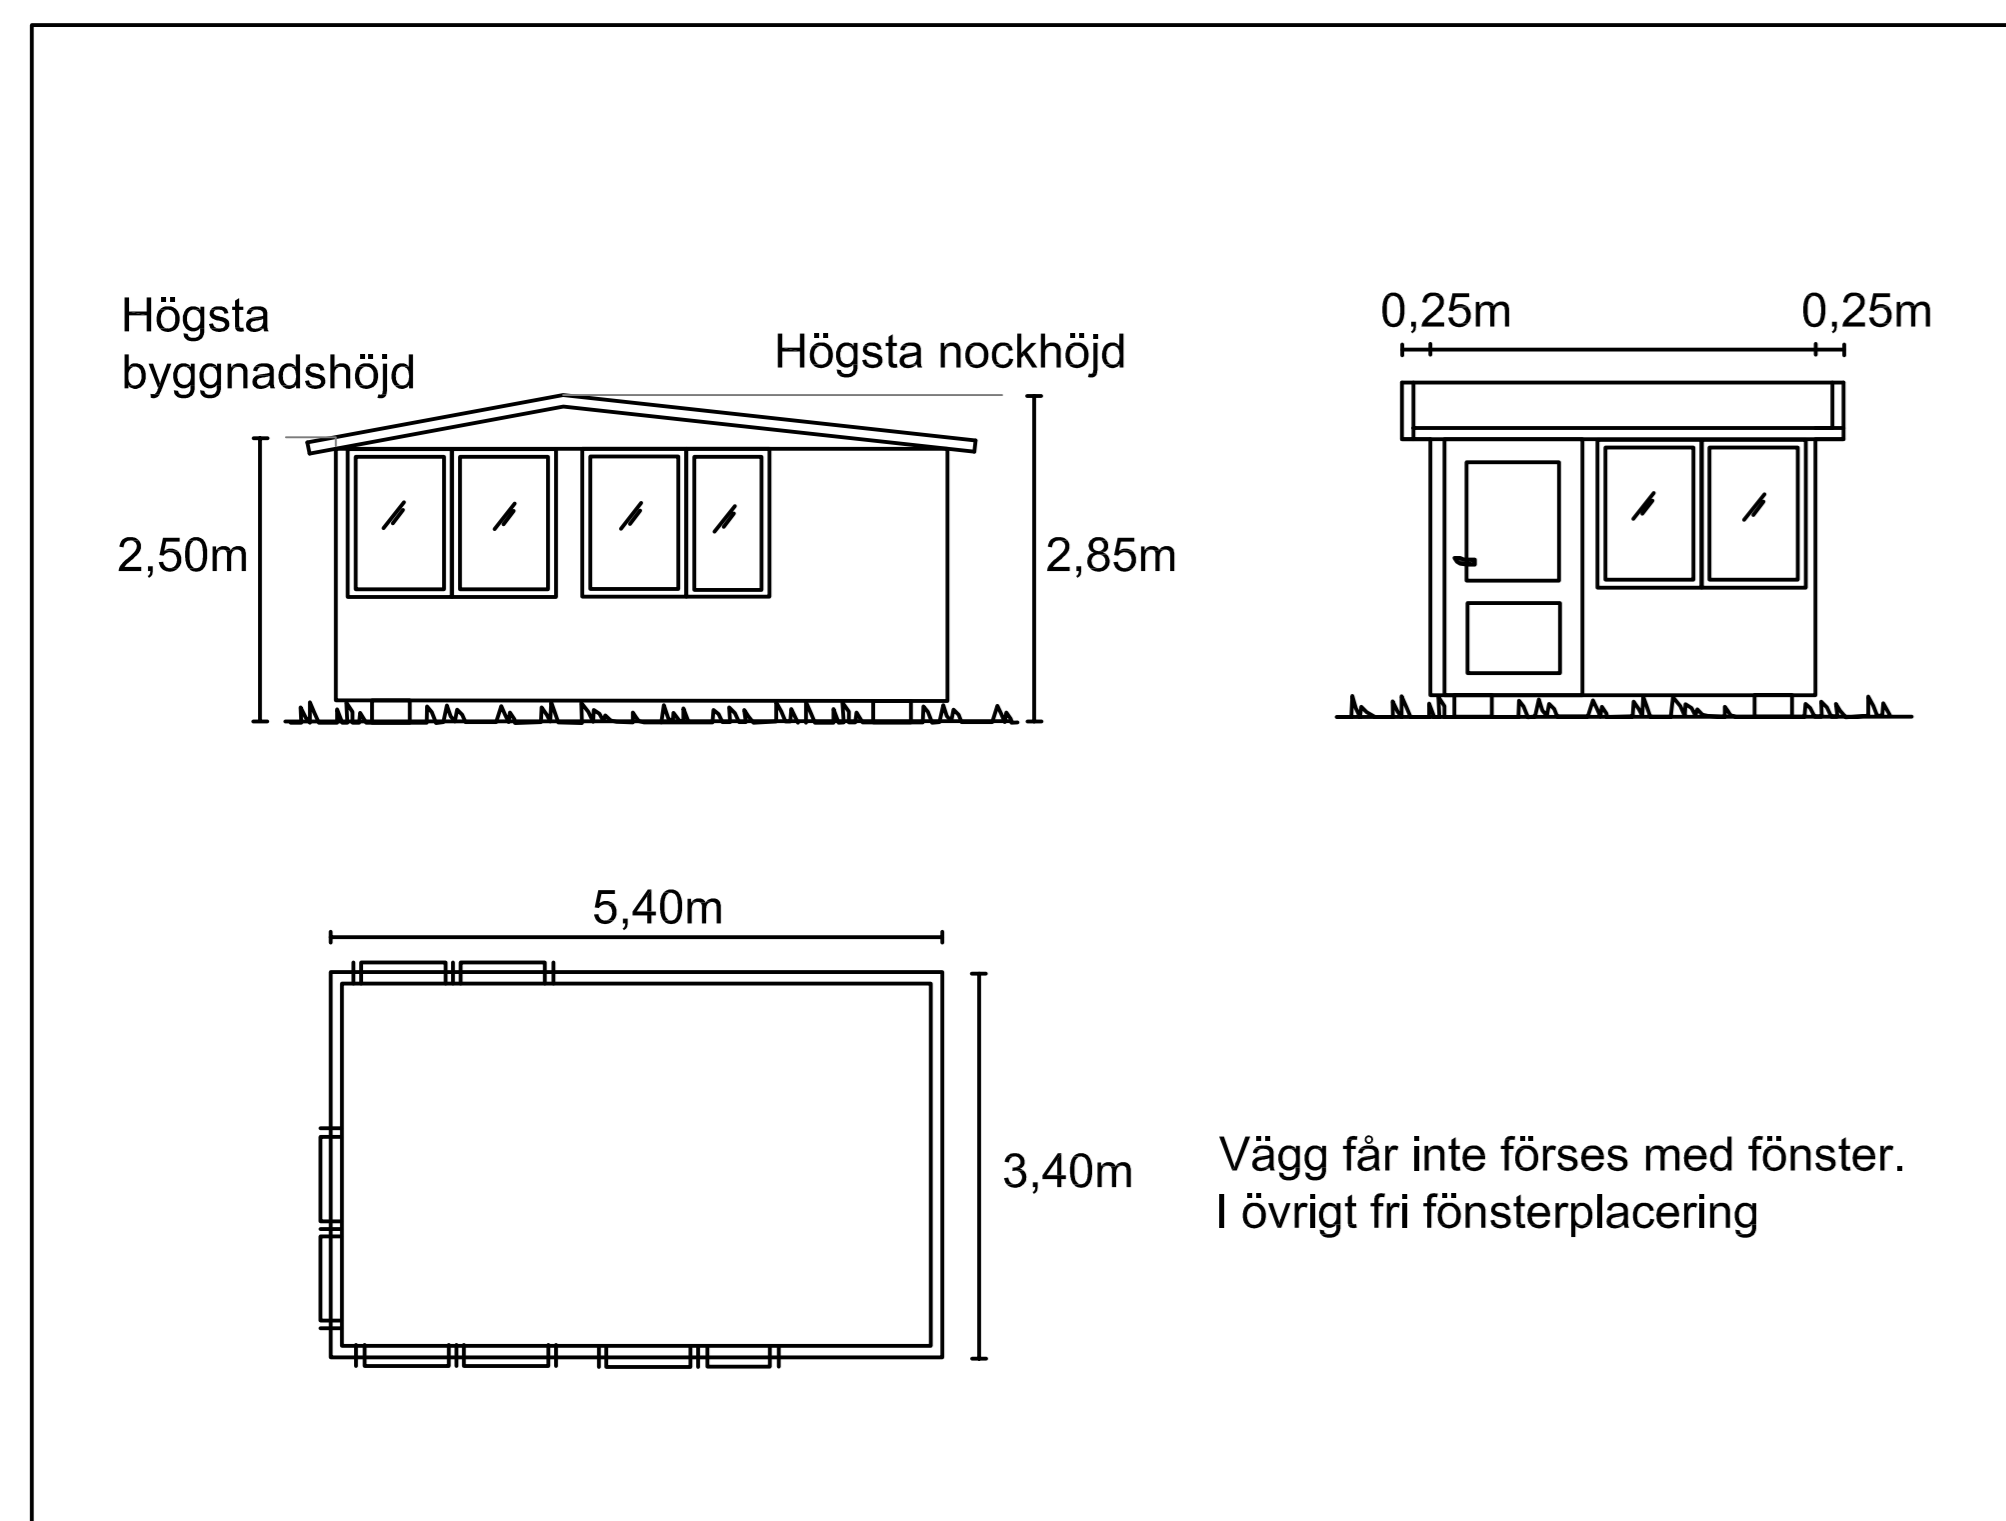 Högsta
byggnadshöjd
Högsta nockhöjd
0,25m
0,25m
2,50m
2,85m
5,40m
3,40m
Vägg får inte förses med fönster.
I övrigt fri fönsterplacering